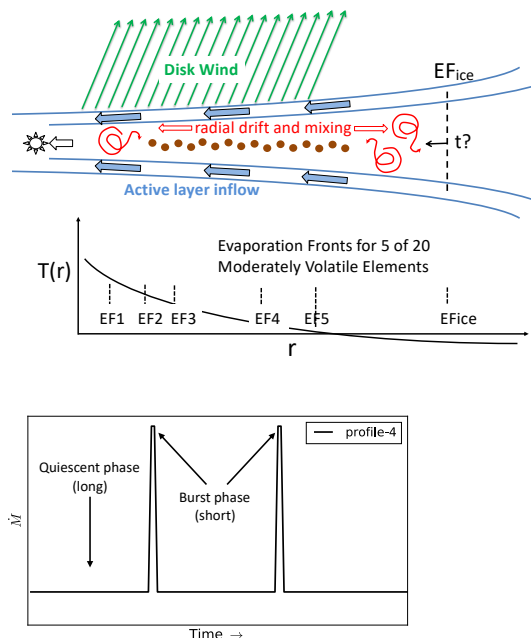 Disk Wind
EFice
radial drift and mixing
t?
Active layer inflow
Evaporation Fronts for 5 of 20
Moderately Volatile Elements
T(r)
EF1 EF2 EF3 EF4 EF5 EFice
r
profile-4
Quiescent phase
(long)
Burst phase
(short)
Ṁ
Time →